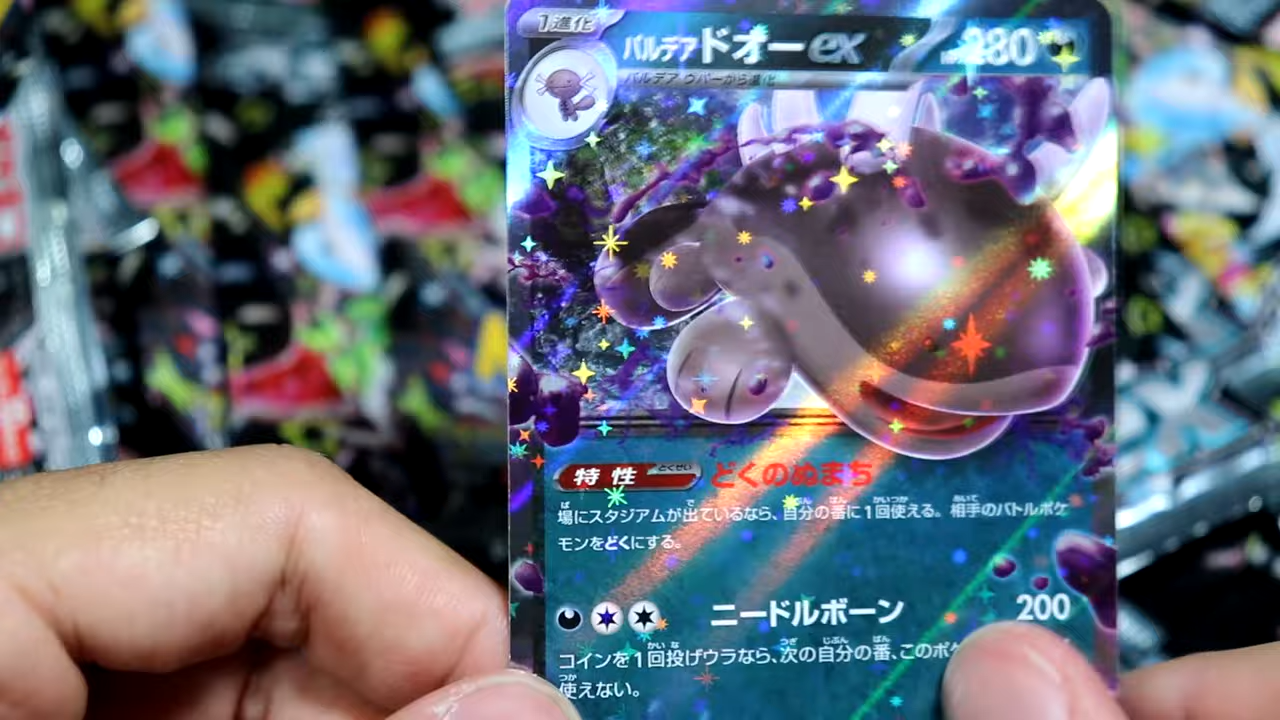 1進化
パルデアドオーex 280
パルデア ウパーから進化
特性 とくせい どくのぬまち
場にスタジアムが出ているなら、自分の番に1回使える。相手のバトルポケ
モンをどくにする。
ニードルボーン 200
コインを1回投げウラなら、次の自分の番、このポケ
使えない。